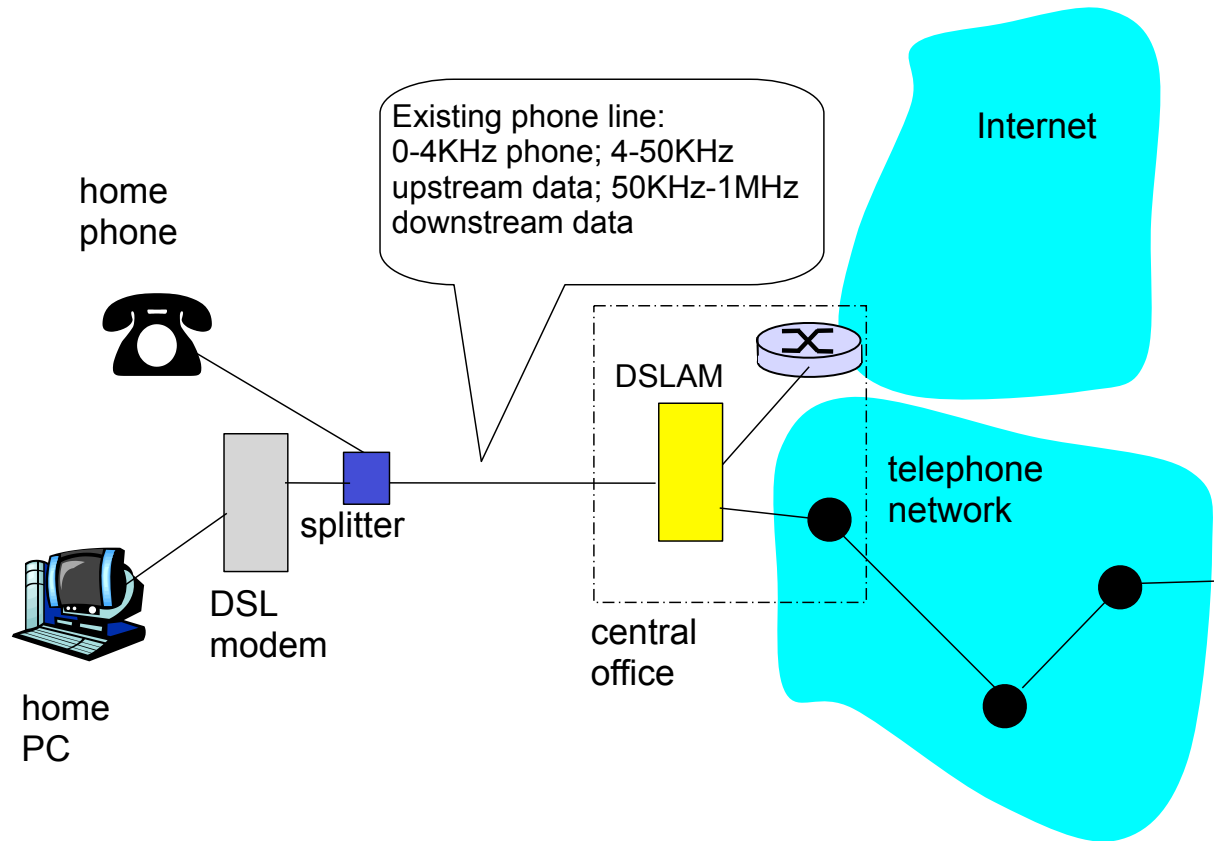 Existing phone line:
0-4KHz phone; 4-50KHz
upstream data; 50KHz-1MHz
downstream data
Internet
home
phone
DSLAM
telephone
network
splitter
DSL
modem
central
office
home
PC